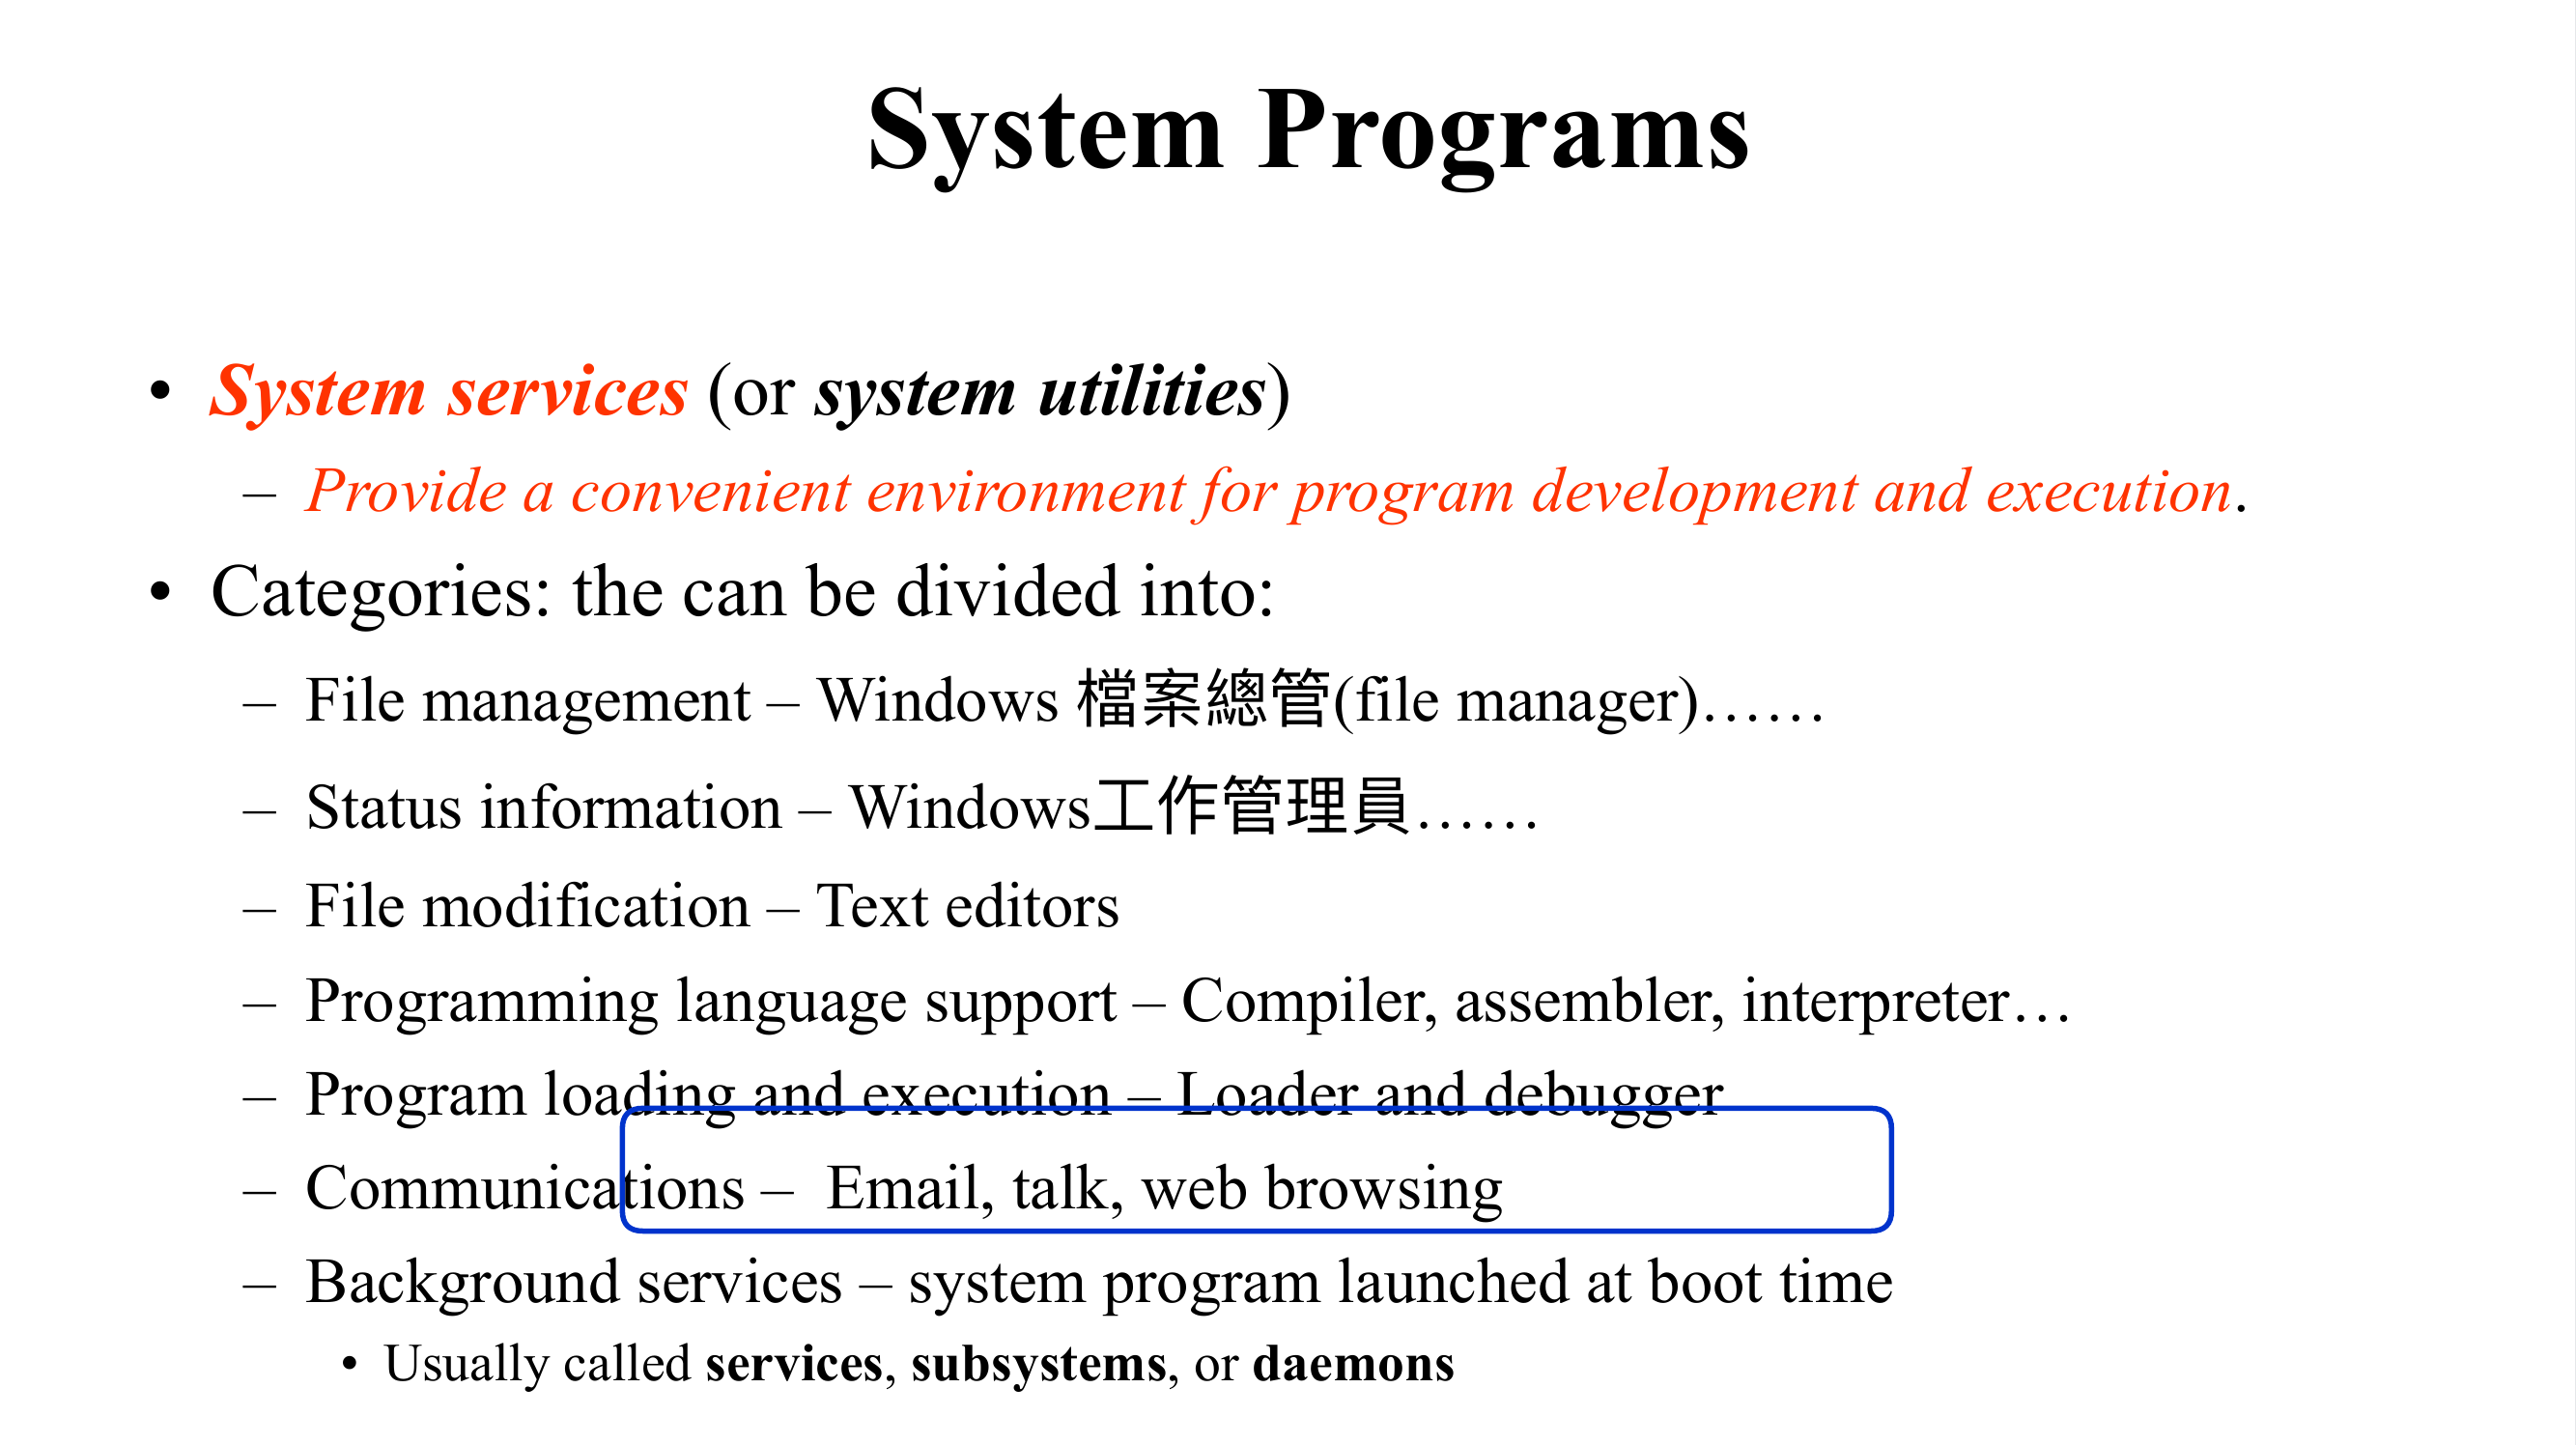 System Programs
• System services (or system utilities)
– Provide a convenient environment for program development and execution.
• Categories: the can be divided into:
– File management – Windows 檔案總管(file manager)……
– Status information – Windows工作管理員……
– File modification – Text editors
– Programming language support – Compiler, assembler, interpreter…
– Program loading and execution – Loader and debugger
– Communications – Email, talk, web browsing
– Background services – system program launched at boot time
• Usually called services, subsystems, or daemons